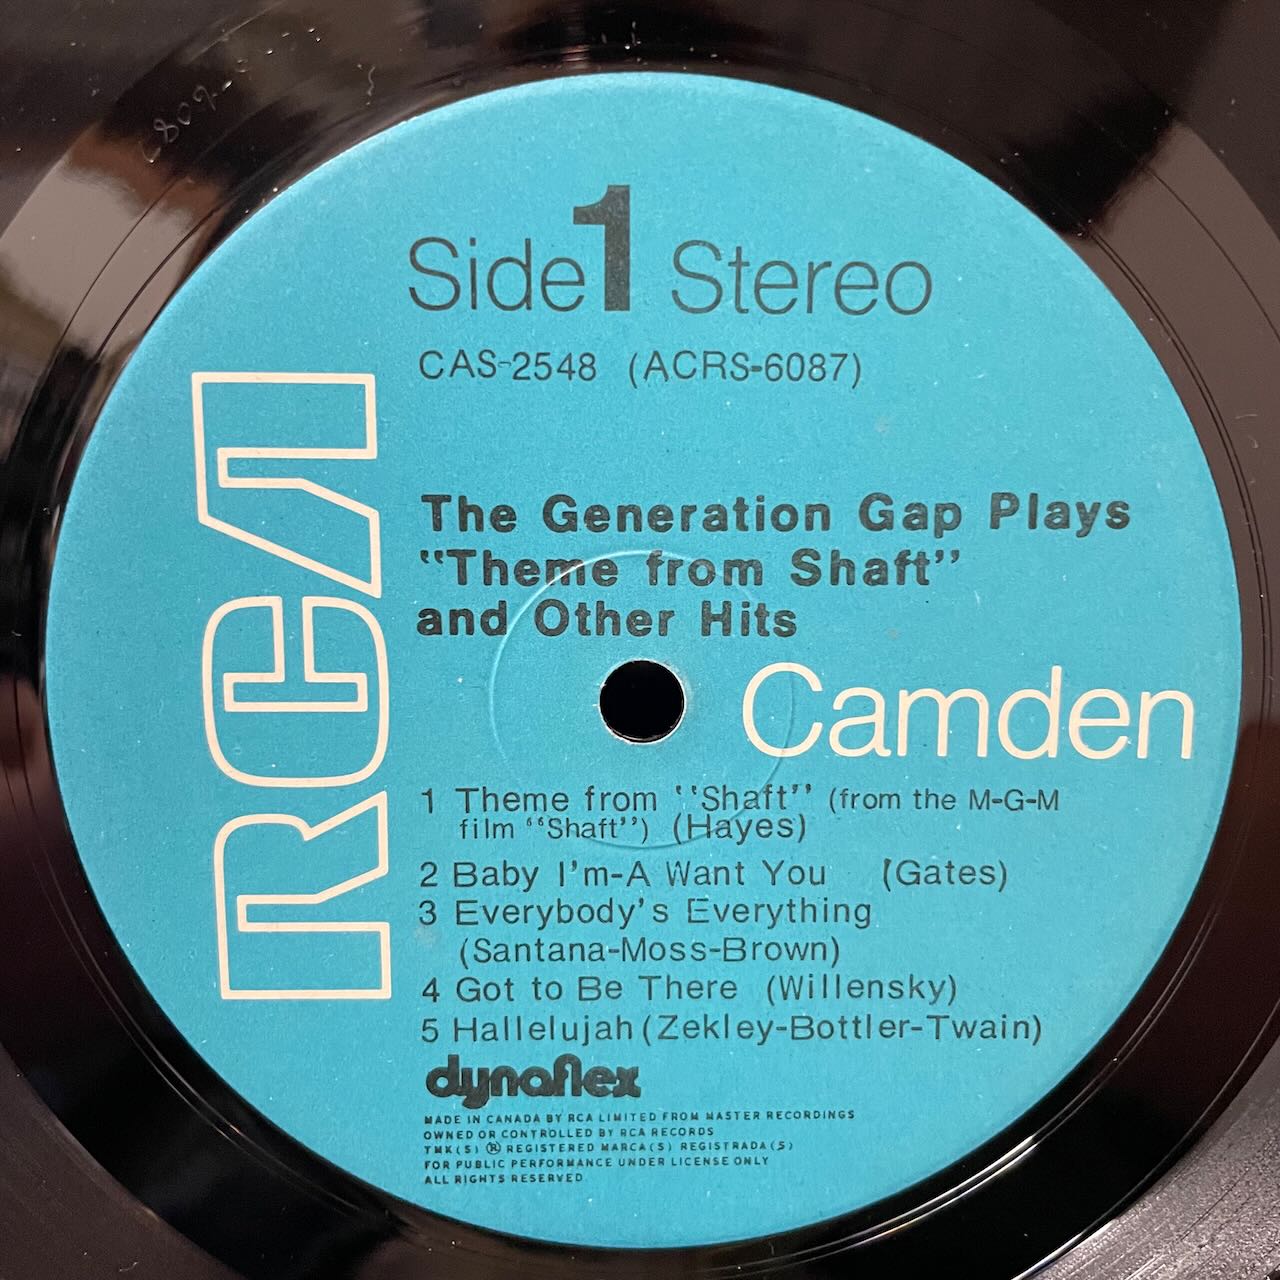 Side 1 Stereo
CAS-2548 (ACRS-6087)
The Generation Gap Plays
"Theme from Shaft"
and Other Hits
RCA
Camden
1 Theme from "Shaft" (from the M-G-M
film "Shaft") (Hayes)
2 Baby I'm-A Want You (Gates)
3 Everybody's Everything
(Santana-Moss-Brown)
4 Got to Be There (Willensky)
5 Hallelujah (Zekley-Bottler-Twain)
dynaflex
MADE IN CANADA BY RCA LIMITED FROM MASTER RECORDINGS
OWNED OR CONTROLLED BY RCA RECORDS
TMK(S) ® REGISTERED MARCA(S) REGISTRADA(S)
FOR PUBLIC PERFORMANCE UNDER LICENSE ONLY
ALL RIGHTS RESERVED.